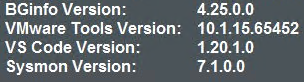 BGinfo Version: 4.25.0.0
VMware Tools Version: 10.1.15.65452
VS Code Version: 1.20.1.0
Sysmon Version: 7.1.0.0